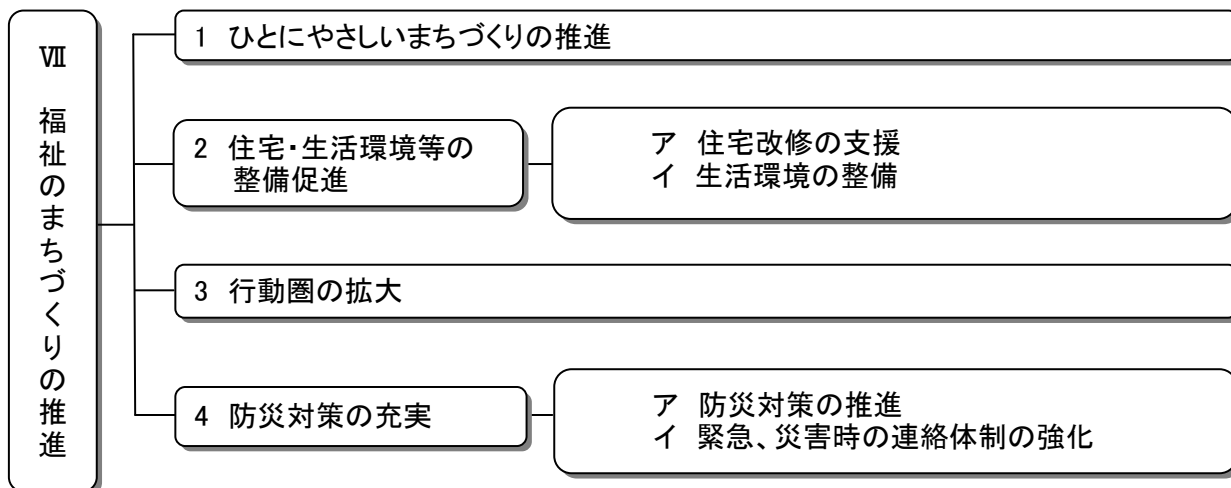 Ⅶ 福祉のまちづくりの推進
1 ひとにやさしいまちづくりの推進
2 住宅・生活環境等の
整備促進
ア 住宅改修の支援
イ 生活環境の整備
3 行動圏の拡大
4 防災対策の充実
ア 防災対策の推進
イ 緊急、災害時の連絡体制の強化